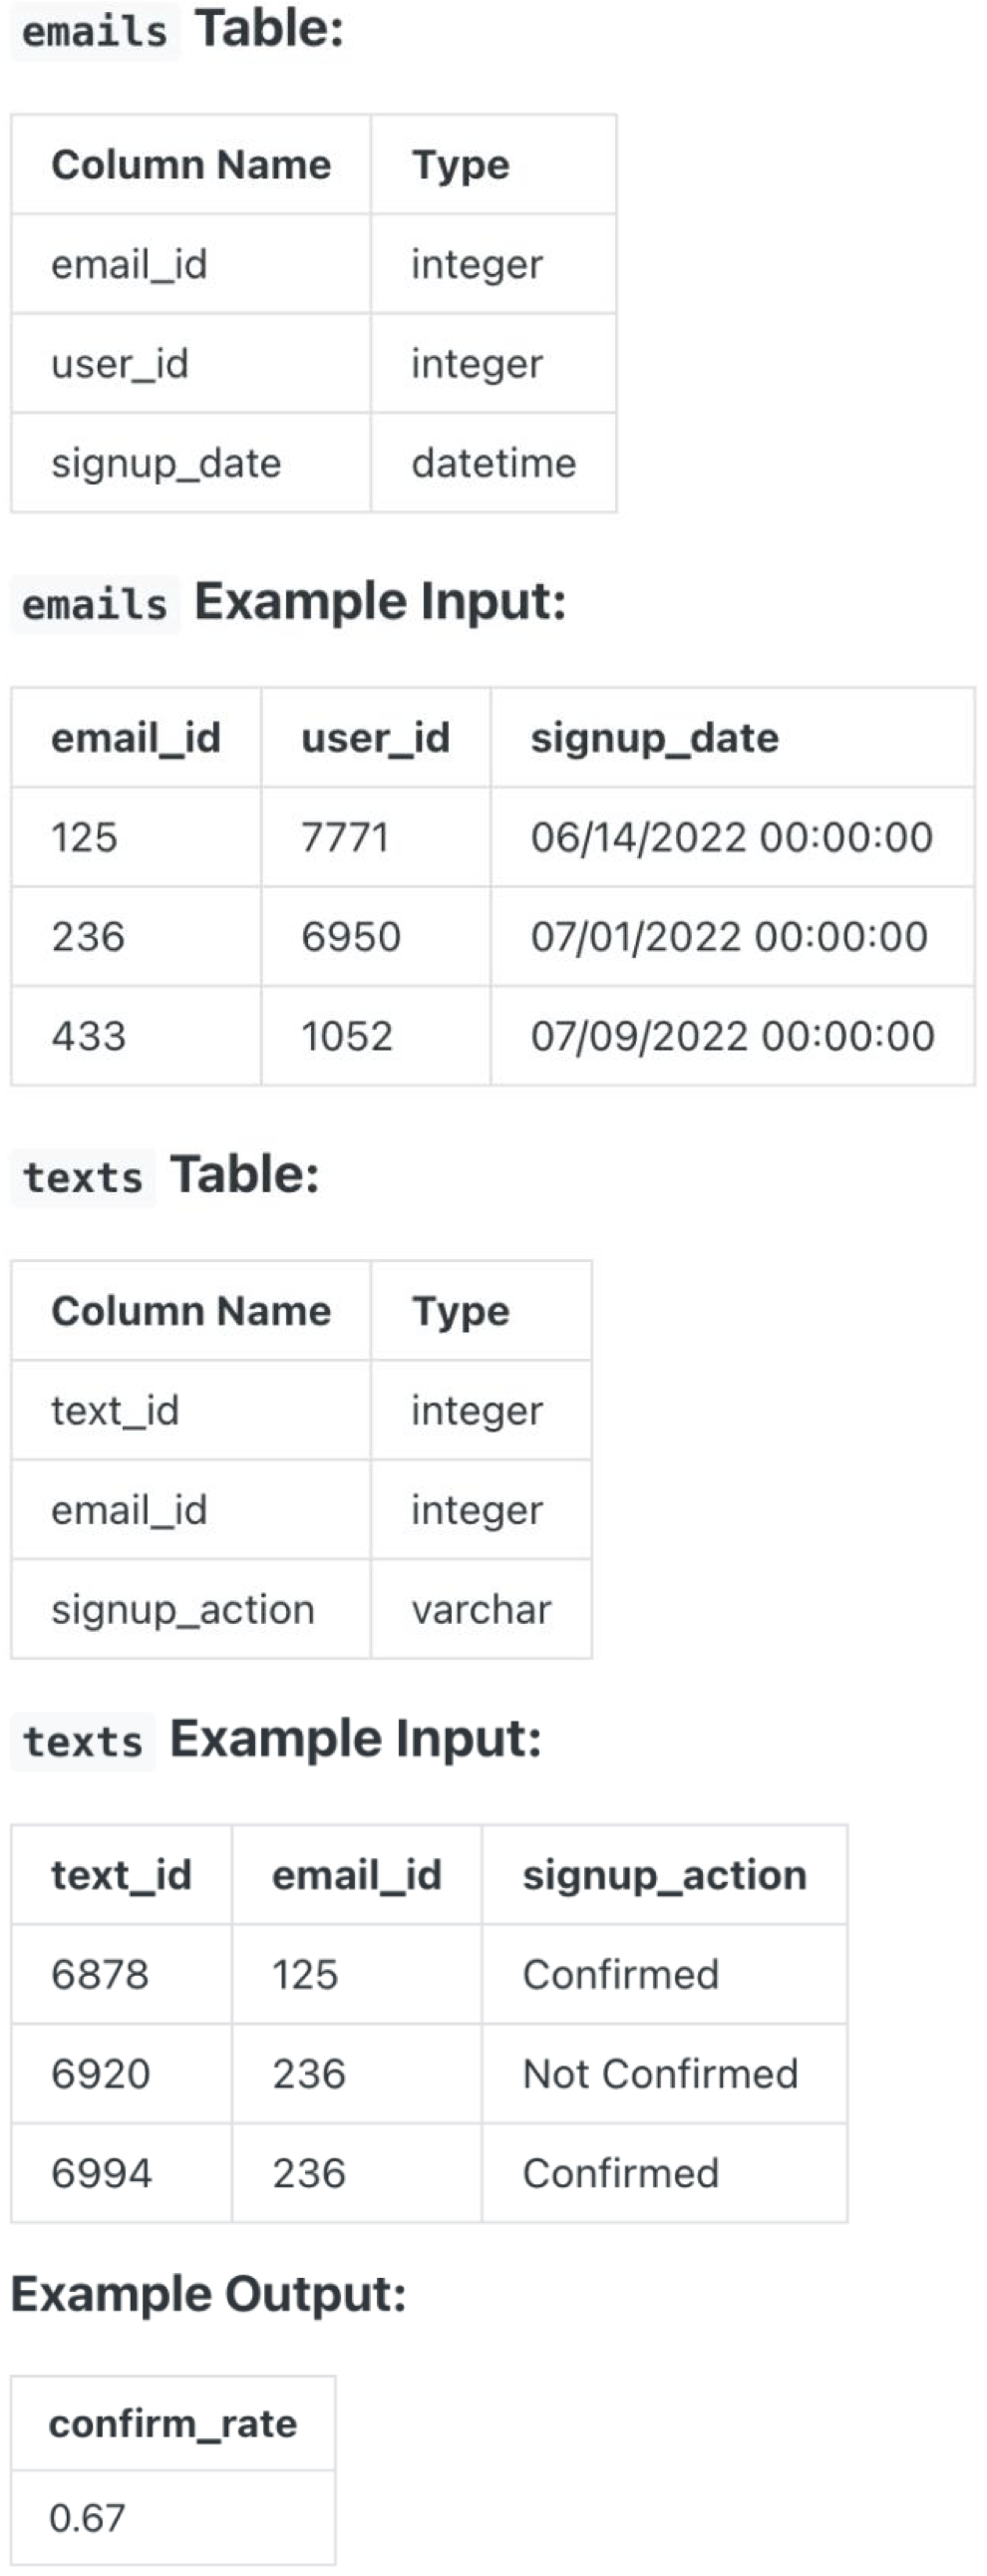 emails Table:
Column Name Type
email_id integer
user_id integer
signup_date datetime
emails Example Input:
email_id user_id signup_date
125 7771 06/14/2022 00:00:00
236 6950 07/01/2022 00:00:00
433 1052 07/09/2022 00:00:00
texts Table:
Column Name Type
text_id integer
email_id integer
signup_action varchar
texts Example Input:
text_id email_id signup_action
6878 125 Confirmed
6920 236 Not Confirmed
6994 236 Confirmed
Example Output:
confirm_rate
0.67